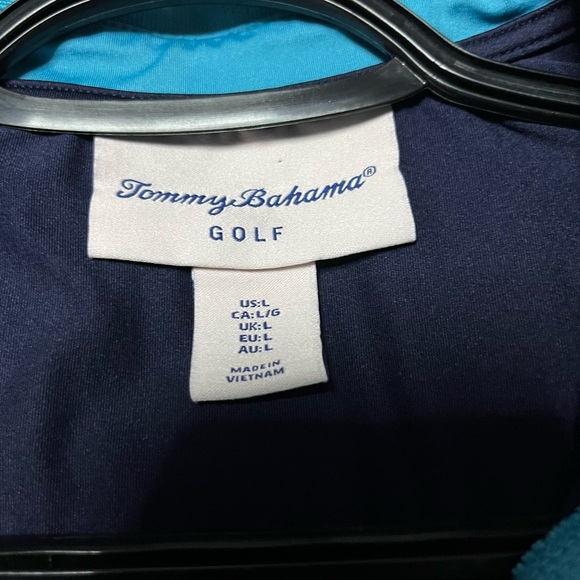 Tommy Bahama®
GOLF
US:L
CA:L/G
UK:L
EU:L
AU:L
MADE IN
VIETNAM